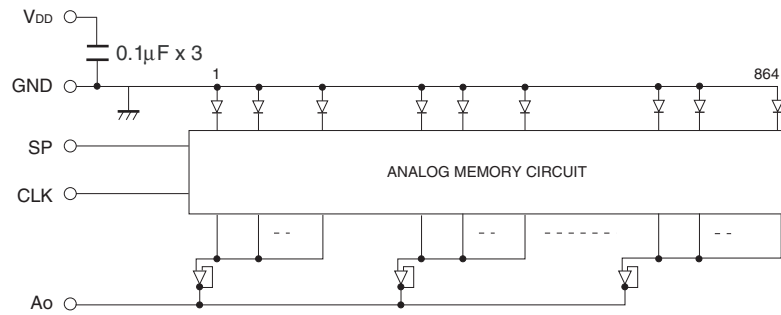 VDD
0.1μF x 3
GND
1
864
SP
ANALOG MEMORY CIRCUIT
CLK
Ao